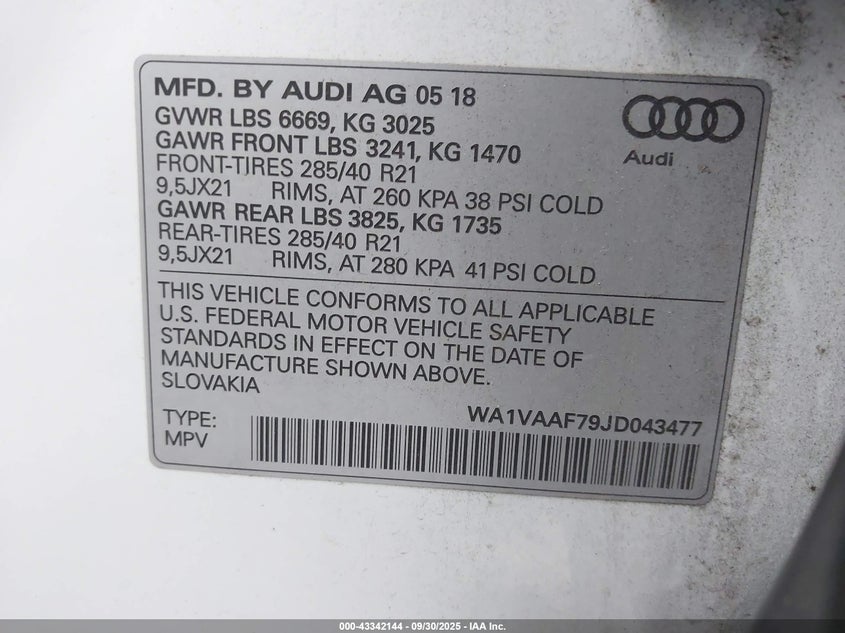 MFD. BY AUDI AG 05 18
GVWR LBS 6669, KG 3025
GAWR FRONT LBS 3241, KG 1470
FRONT-TIRES 285/40 R21
9,5JX21 RIMS, AT 260 KPA 38 PSI COLD
GAWR REAR LBS 3825, KG 1735
REAR-TIRES 285/40 R21
9,5JX21 RIMS, AT 280 KPA 41 PSI COLD
Audi
THIS VEHICLE CONFORMS TO ALL APPLICABLE
U.S. FEDERAL MOTOR VEHICLE SAFETY
STANDARDS IN EFFECT ON THE DATE OF
MANUFACTURE SHOWN ABOVE.
SLOVAKIA
WA1VAAF79JD043477
TYPE:
MPV
000-43342144 - 09/30/2025 - IAA Inc.